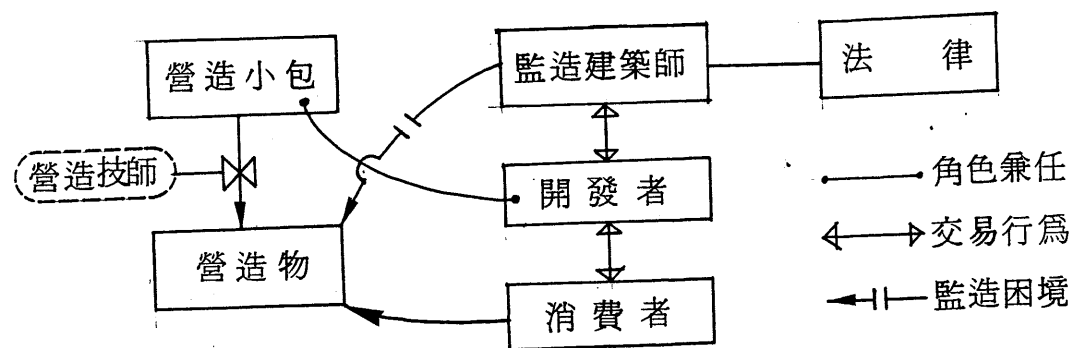 營造小包
監造建築師
法律
營造技師
開發者
營造物
消費者
角色兼任
交易行爲
監造困境